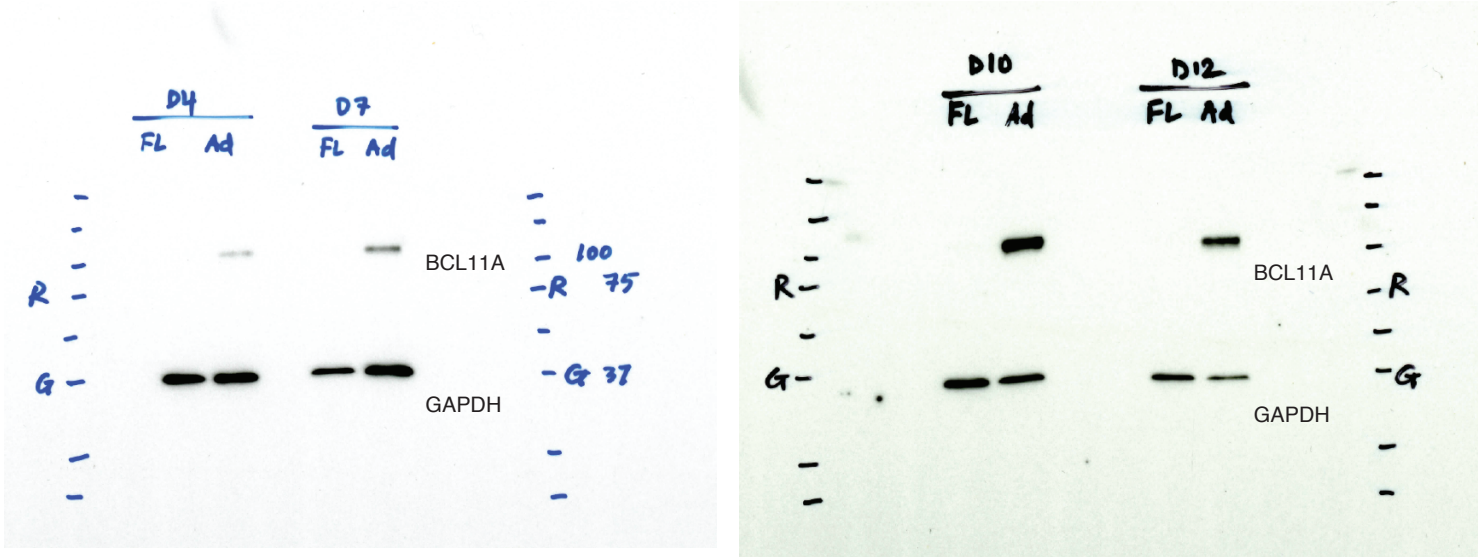 D4
D7
FL Ad
FL Ad
BCL11A
100
R
R 75
G
G 37
GAPDH
D10
D12
FL Ad
FL Ad
BCL11A
R
R
G
G
GAPDH